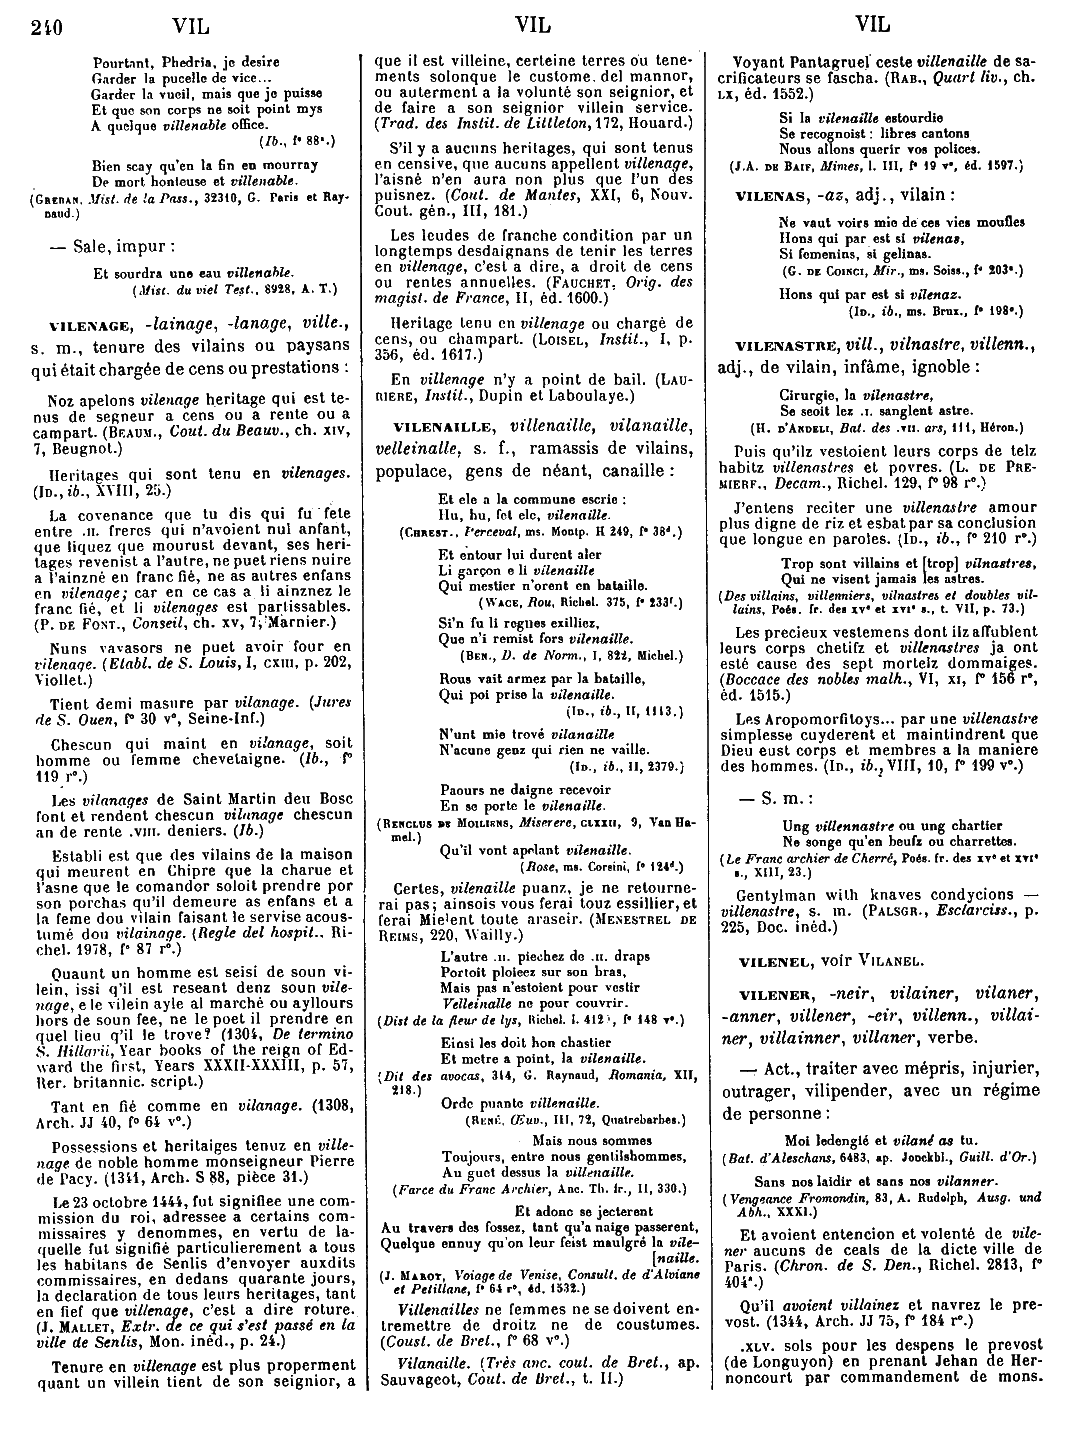 240 VIL VIL VIL
Pourtant, Phedria, je desire
Garder la pucelle de vice...
Garder la vueil, mais que je puisse
Et que son corps ne soit point mys
A quelque villenable office.
(Ib., f° 88ᵃ.)
Bien scay qu'en la fin en mourray
De mort honteuse et villenable.
(GREBAN, Mist. de la Pass., 32310, G. Paris et Ray-
naud.)
— Sale, impur :
Et sourdra une eau villenable.
(Mist. du viel Test., 8928, A. T.)
VILENAGE, -lainage, -lanage, ville.,
s. m., tenure des vilains ou paysans
qui était chargée de cens ou prestations :
Noz apelons vilenage heritage qui est te-
nus de segneur a cens ou a rente ou a
campart. (BEAUM., Cout. du Beauv., ch. XIV,
7, Beugnot.)
Heritages qui sont tenu en vilenages.
(ID., ib., XVIII, 25.)
La covenance que tu dis qui fu fete
entre .II. freres qui n'avoient nul anfant,
que liquez que mourust devant, ses heri-
tages revenist a l'autre, ne puet riens nuire
a l'ainzné en franc fié, ne as autres enfans
en vilenage; car en ce cas a li ainznez le
franc fié, et li vilenages est partissables.
(P. DE FONT., Conseil, ch. XV, 7, Marnier.)
Nuns vavasors ne puet avoir four en
vilenage. (Etabl. de S. Louis, I, CXIII, p. 202,
Viollet.)
Tient demi masure par vilanage. (Jures
de S. Ouen, f° 30 v°, Seine-Inf.)
Chescun qui maint en vilanage, soit
homme ou femme chevetaigne. (Ib., f°
119 r°.)
Les vilanages de Saint Martin deu Bosc
font et rendent chescun vilanage chescun
an de rente .VIII. deniers. (Ib.)
Establi est que des vilains de la maison
qui meurent en Chipre que la charue et
l'asne que le comandor soloit prendre por
son porchas qu'il demeure as enfans et a
la feme dou vilain faisant le servise acous-
tumé dou vilainage. (Regle del hospit., Ri-
chel. 1978, f° 87 r°.)
Quaunt un homme est seisi de soun vi-
lein, issi q'il est reseant denz soun vile-
nage, e le vilein ayle al marché ou ayllours
hors de soun fee, ne le poet il prendre en
quel lieu q'il le trove? (1304, De termino
S. Hillarii, Year books of the reign of Ed-
ward the first, Years XXXII-XXXIII, p. 57,
Rer. britannic. script.)
Tant en fié comme en vilanage. (1308,
Arch. JJ 40, f° 64 v°.)
Possessions et heritaiges tenuz en ville-
nage de noble homme monseigneur Pierre
de Pacy. (1341, Arch. S 88, pièce 31.)
Le 23 octobre 1444, fut signifiee une com-
mission du roi, adressee a certains com-
missaires y denommes, en vertu de la-
quelle fut signifié particulierement a tous
les habitans de Senlis d'envoyer auxdits
commissaires, en dedans quarante jours,
la declaration de tous leurs heritages, tant
en fief que villenage, c'est a dire roture.
(J. MALLET, Extr. de ce qui s'est passé en la
ville de Senlis, Mon. inéd., p. 24.)
Tenure en villenage est plus properment
quant un villein tient de son seignior, a
que il est villeine, certeine terres ou tene-
ments solonque le custome del mannor,
ou auterment a la volunté son seignior, et
de faire a son seignior villein service.
(Trad. des Instit. de Littleton, 172, Houard.)
S'il y a aucuns heritages, qui sont tenus
en censive, que aucuns appellent villenage,
l'aisné n'en aura non plus que l'un des
puisnez. (Cout. de Mantes, XXI, 6, Nouv.
Cout. gén., III, 181.)
Les leudes de franche condition par un
longtemps desdaignans de tenir les terres
en villenage, c'est a dire, a droit de cens
ou rentes annuelles. (FAUCHET, Orig. des
magist. de France, II, éd. 1600.)
Heritage tenu en villenage ou chargé de
cens, ou champart. (LOISEL, Instit., I, p.
356, éd. 1617.)
En villenage n'y a point de bail. (LAU-
RIERE, Instit., Dupin et Laboulaye.)
VILENAILLE, villenaille, vilanaille,
velleinalle, s. f., ramassis de vilains,
populace, gens de néant, canaille :
Et ele a la commune escrie :
Hu, hu, fet ele, vilenaille.
(CHREST., Perceval, ms. Montp. H 249, f° 38ᵈ.)
Et entour lui durent aler
Li garçon e li vilenaille
Qui mestier n'orent en bataille.
(WACE, Rou, Richel. 375, f° 233ᶠ.)
Si'n fu li regnes exilliez,
Que n'i remist fors vilenaille.
(BEN., D. de Norm., I, 822, Michel.)
Rous vait armez par la bataille,
Qui poi prise la vilenaille.
(ID., ib., II, 1113.)
N'unt mie trové vilanaille
N'acune genz qui rien ne vaille.
(ID., ib., II, 2379.)
Paours ne daigne recevoir
En se porte le vilenaille.
(RENCLUS DE MOLLIENS, Miserere, CLXXII, 9, Van Ha-
mel.)
Qu'il vont apelant vilenaille.
(Rose, ms. Corsini, f° 124ᵈ.)
Certes, vilenaille puanz, je ne retourne-
rai pas; ainsois vous ferai touz essillier, et
ferai Mielent toute araseir. (MENESTREL DE
REIMS, 220, Wailly.)
L'autre .II. piechez de .II. draps
Portoit ploieez sur son bras,
Mais pas n'estoient pour vestir
Velleinalle ne pour couvrir.
(Dist de la fleur de lys, Richel. l. 4120, f° 148 v°.)
Einsi les doit hon chastier
Et metre a point, la vilenaille.
(Dit des avocas, 314, G. Raynaud, Romania, XII,
218.)
Orde puante villenaille.
(RENÉ, Œuv., III, 72, Quatrebarbes.)
Mais nous sommes
Toujours, entre nous gentilshommes,
Au guet dessus la villenaille.
(Farce du Franc Archier, Anc. Th. fr., II, 330.)
Et adonc se jecterent
Au travers des fossez, tant qu'a naige passerent,
Quelque ennuy qu'on leur feist maulgré la vile-
[naille.
(J. MAROT, Voiage de Venise, Consult. de d'Alviane
et Petillane, f° 64 r°, éd. 1532.)
Villenailles ne femmes ne se doivent en-
tremettre de droitz ne de coustumes.
(Coust. de Bret., f° 68 v°.)
Vilanaille. (Très anc. cout. de Bret., ap.
Sauvageot, Cout. de Bret., t. II.)
Voyant Pantagruel ceste villenaille de sa-
crificateurs se fascha. (RAB., Quart liv., ch.
LX, éd. 1552.)
Si la vilenaille estourdie
Se recognoist : libres cantons
Nous allons querir vos polices.
(J.A. DE BAIF, Mimes, l. III, f° 19 v°, éd. 1597.)
VILENAS, -az, adj., vilain :
Ne vaut voirs mie de ces vies moufles
Hons qui par est si vilenas,
Si femenins, si gelinas.
(G. DE COINCI, Mir., ms. Soiss., f° 203ᵉ.)
Hons qui par est si vilenaz.
(ID., ib., ms. Brux., f° 198ᵉ.)
VILENASTRE, vill., vilnastre, villenn.,
adj., de vilain, infâme, ignoble :
Cirurgie, la vilenastre,
Se seoit lez .I. sanglent astre.
(H. D'ANDELI, Bat. des .VII. ars, 111, Héron.)
Puis qu'ilz vestoient leurs corps de telz
habitz villenastres et povres. (L. DE PRE-
MIERF., Decam., Richel. 129, f° 98 r°.)
J'entens reciter une villenastre amour
plus digne de riz et esbat par sa conclusion
que longue en paroles. (ID., ib., f° 210 r°.)
Trop sont villains et [trop] vilnastres,
Qui ne visent jamais les astres.
(Des villains, villenniers, vilnastres et doubles vil-
lains, Poés. fr. des XVᵉ et XVIᵉ s., t. VII, p. 73.)
Les precieux vestemens dont ilz affublent
leurs corps chetifz et villenastres ja ont
esté cause des sept mortelz dommaiges.
(Boccace des nobles malh., VI, XI, f° 156 r°,
éd. 1515.)
Les Aropomorfitoys... par une villenastre
simplesse cuyderent et maintindrent que
Dieu eust corps et membres a la maniere
des hommes. (ID., ib., VIII, 10, f° 199 v°.)
— S. m. :
Ung villennastre ou ung chartier
Ne songe qu'en beufz ou charrettes.
(Le Franc archier de Cherré, Poés. fr. des XVᵉ et XVIᵉ
s., XIII, 23.)
Gentylman with knaves condycions —
villenastre, s. m. (PALSGR., Esclarciss., p.
225, Doc. inéd.)
VILENEL, voir VILANEL.
VILENER, -neir, vilainer, vilaner,
-anner, villener, -eir, villenn., villai-
ner, villainner, villaner, verbe.
— Act., traiter avec mépris, injurier,
outrager, vilipender, avec un régime
de personne :
Moi ledengié et vilané as tu.
(Bat. d'Aleschans, 6483, ap. Jonckbl., Guill. d'Or.)
Sans nos laidir et sans nos vilanner.
(Vengeance Fromondin, 83, A. Rudolph, Ausg. und
Abh., XXXI.)
Et avoient entencion et volenté de vile-
ner aucuns de ceals de la dicte ville de
Paris. (Chron. de S. Den., Richel. 2813, f°
404ᵃ.)
Qu'il avoient villainez et navrez le pre-
vost. (1344, Arch. JJ 75, f° 184 r°.)
.XLV. sols pour les despens le prevost
(de Longuyon) en prenant Jehan de Her-
noncourt par commandement de mons.